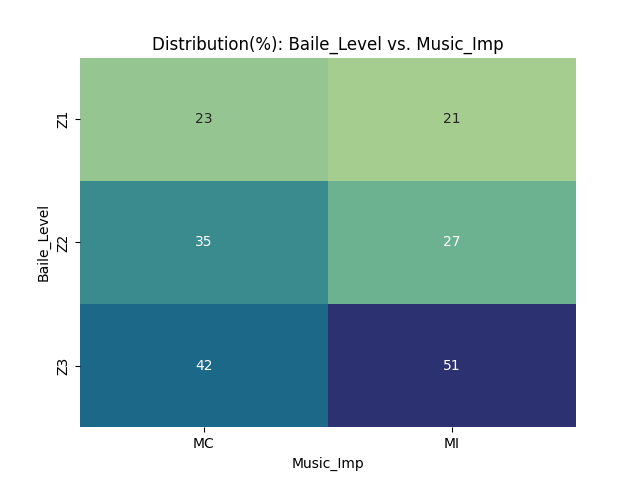 Distribution(%): Baile_Level vs. Music_Imp
Z1
23
21
Baile_Level
Z2
35
27
Z3
42
51
MC
MI
Music_Imp